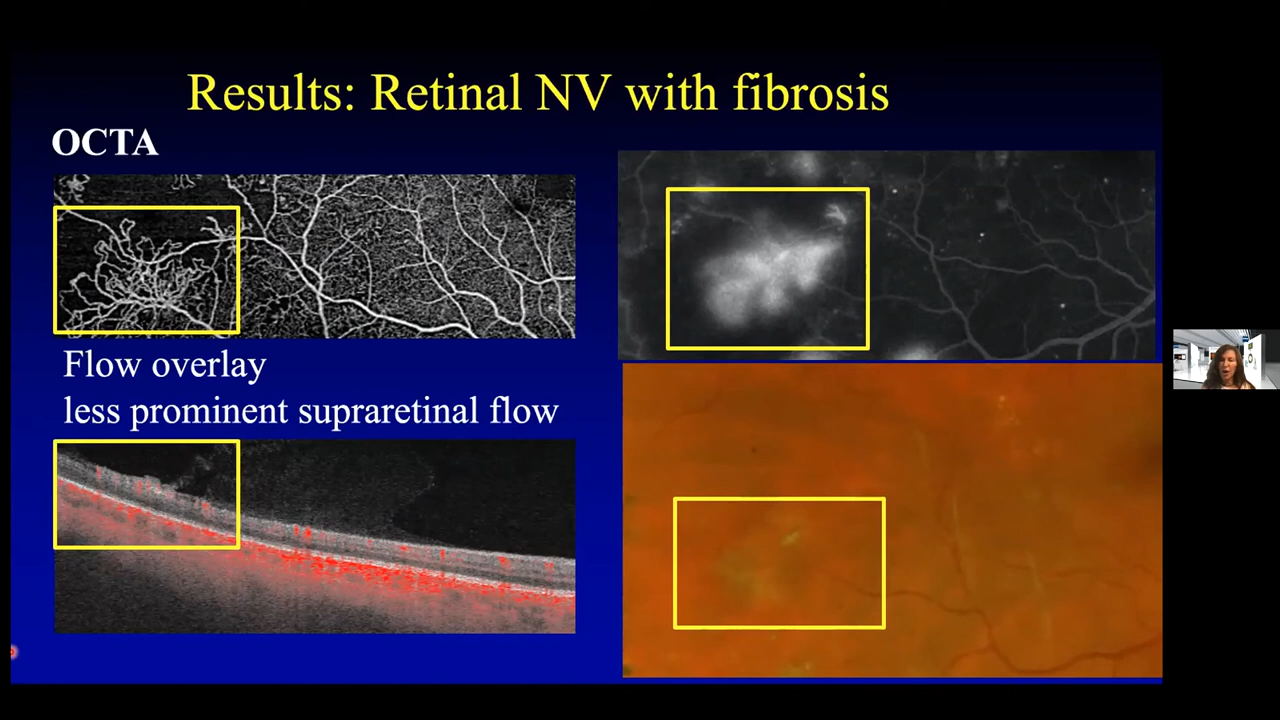 Results: Retinal NV with fibrosis
OCTA
Flow overlay
less prominent supraretinal flow